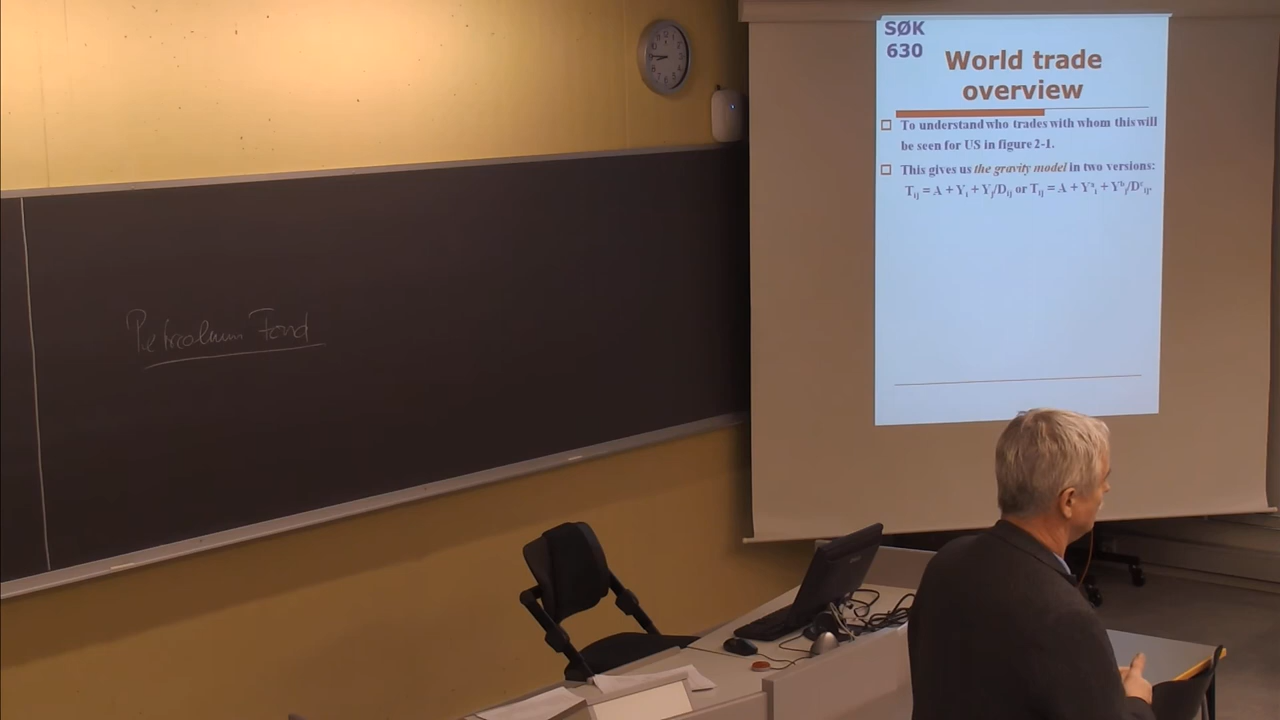 Petroleum Fond
SØK
630
World trade
overview
To understand who trades with whom this will
be seen for US in figure 2-1.
This gives us the gravity model in two versions:
Tij = A + Yi + Yj/Dij or Tij = A + Yᵃi + Yᵇj/Dᶜij.